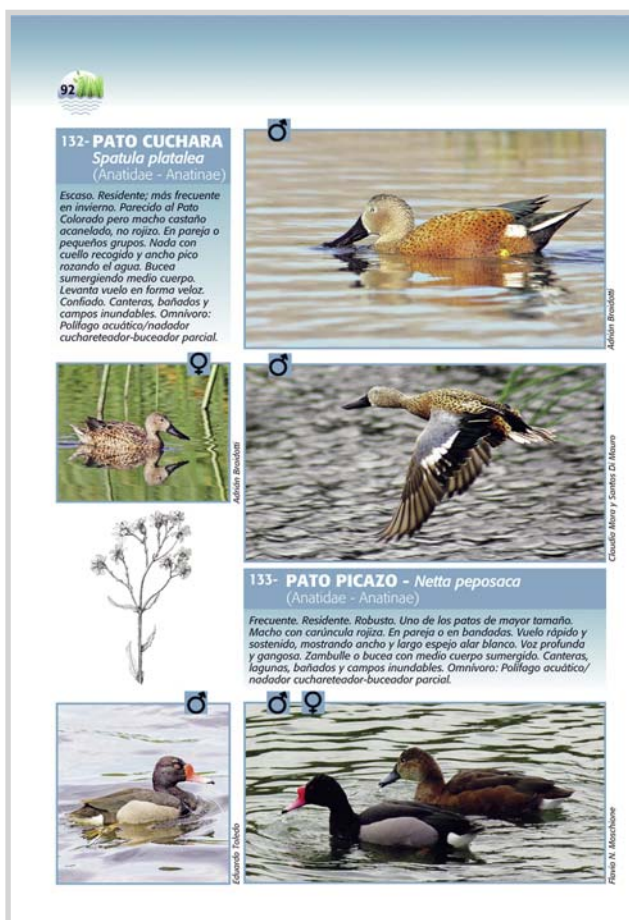 92
132- PATO CUCHARA
Spatula platalea
(Anatidae - Anatinae)
Escaso. Residente; más frecuente
en invierno. Parecido al Pato
Colorado pero macho castaño
acanelado, no rojizo. En pareja o
pequeños grupos. Nada con
cuello recogido y ancho pico
rozando el agua. Bucea
sumergiendo medio cuerpo.
Levanta vuelo en forma veloz.
Confiado. Canteras, bañados y
campos inundables. Omnívoro:
Polífago acuático/nadador
cuchareteador-buceador parcial.
Adrián Braidotti
Adrián Braidotti
Claudia Mora y Santos Di Mauro
133- PATO PICAZO - Netta peposaca
(Anatidae - Anatinae)
Frecuente. Residente. Robusta. Uno de los patos de mayor tamaño.
Macho con carúncula rojiza. En pareja o en bandadas. Vuelo rápido y
sostenido, mostrando ancho y largo espejo alar blanco. Voz profunda
y gangosa. Zambulle o bucea con medio cuerpo sumergido. Canteras,
lagunas, bañados y campos inundables. Omnívoro: Polífago acuático/
nadador cuchareteador-buceador parcial.
Eduardo Toledo
Flavio N. Moschione